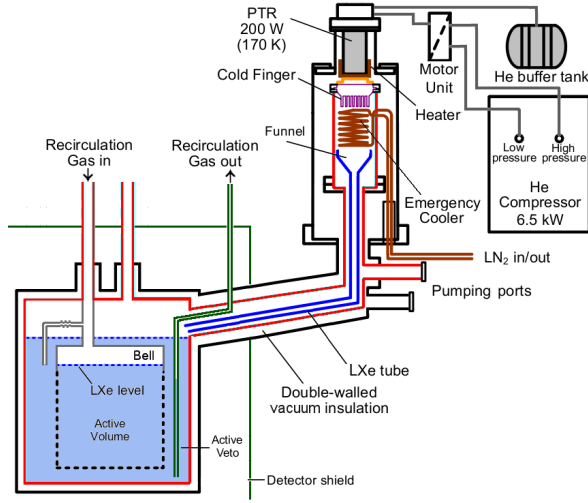 PTR
200 W
(170 K)
Cold Finger
Motor
Unit
He buffer tank
Heater
Funnel
Low
pressure
High
pressure
He
Compressor
6.5 kW
Recirculation
Gas in
Recirculation
Gas out
Emergency
Cooler
LN₂ in/out
Pumping ports
Bell
LXe level
LXe tube
Double-walled
vacuum insulation
Active
Volume
Active
Veto
Detector shield